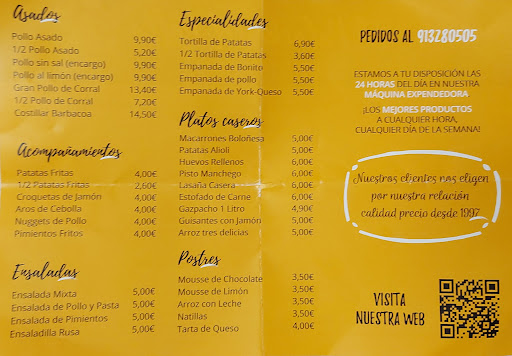 Asados
Pollo Asado 9,90€
1/2 Pollo Asado 5,20€
Pollo sin sal (encargo) 9,90€
Pollo al limón (encargo) 9,90€
Gran Pollo de Corral 13,40€
1/2 Pollo de Corral 7,20€
Costillar Barbacoa 14,50€
Acompañamientos
Patatas Fritas 4,00€
1/2 Patatas Fritas 2,60€
Croquetas de Jamón 4,00€
Aros de Cebolla 4,00€
Nuggets de Pollo 4,00€
Pimientos Fritos 4,00€
Ensaladas
Ensalada Mixta 5,00€
Ensalada de Pollo y Pasta 5,00€
Ensalada de Pimientos 5,00€
Ensaladilla Rusa 5,00€
Especialidades
Tortilla de Patatas 6,90€
1/2 Tortilla de Patatas 3,60€
Empanada de Bonito 5,50€
Empanada de pollo 5,50€
Empanada de York-Queso 5,50€
Platos caseros
Macarrones Boloñesa 5,00€
Patatas Alioli 5,00€
Huevos Rellenos 6,00€
Pisto Manchego 6,00€
Lasaña Casera 6,00€
Estofado de Carne 6,00€
Gazpacho 1 Litro 4,90€
Guisantes con Jamón 5,00€
Arroz tres delicias 5,00€
Postres
Mousse de Chocolate 3,50€
Mousse de Limón 3,50€
Arroz con Leche 3,50€
Natillas 3,50€
Tarta de Queso 4,00€
PEDIDOS AL 913280505
ESTAMOS A TU DISPOSICIÓN LAS
24 HORAS DEL DÍA EN NUESTRA
MÁQUINA EXPENDEDORA
¡LOS MEJORES PRODUCTOS
A CUALQUIER HORA,
CUALQUIER DÍA DE LA SEMANA!
Nuestros clientes nos eligen
por nuestra relación
calidad precio desde 1997
VISITA
NUESTRA WEB